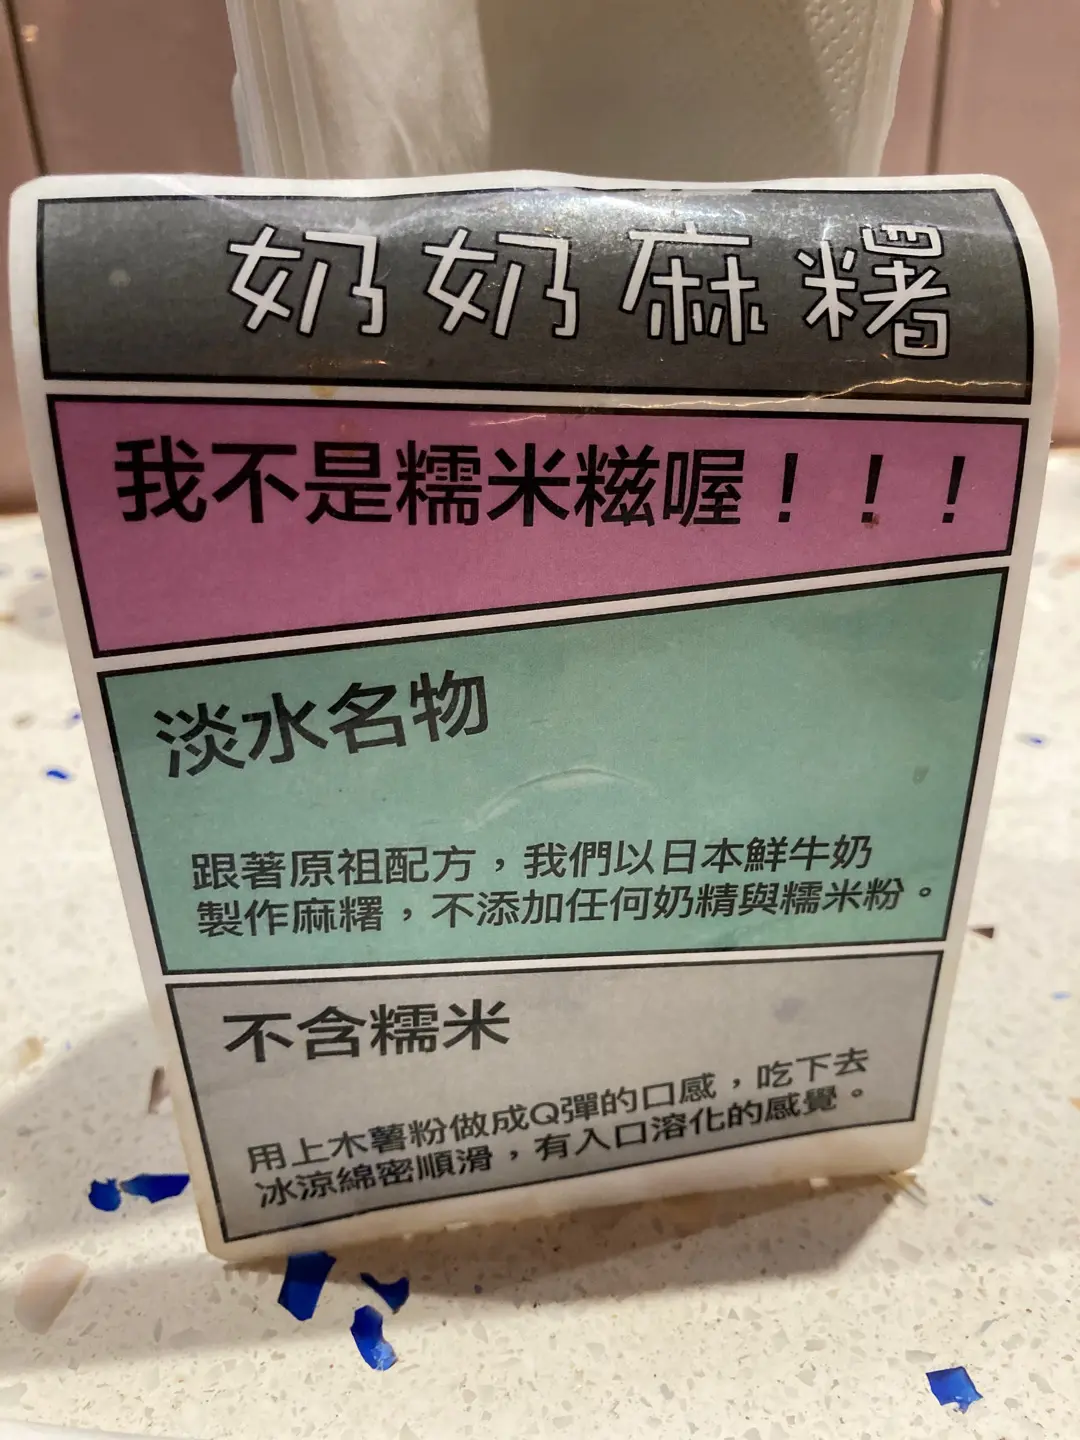 奶奶麻糬
我不是糯米糍喔！！！
淡水名物
跟著原祖配方，我們以日本鮮牛奶
製作麻糬，不添加任何奶精與糯米粉。
不含糯米
用上木薯粉做成Q彈的口感，吃下去
冰涼綿密順滑，有入口溶化的感覺。